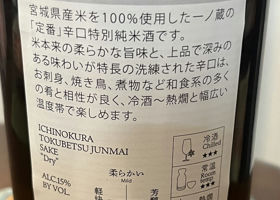 宮城県産米を100%使用した一ノ蔵の
「定番」辛口特別純米酒です。
米本来の柔らかな旨味と、上品で深みの
ある味わいが特長の洗練された辛口は、
お刺身、焼き鳥、煮物など和食系の多く
の肴と相性が良く、冷酒～熱燗と幅広い
温度帯で楽しめます。
ICHINOKURA
TOKUBETSU JUNMAI
SAKE
"Dry"
ALC.15%
BY VOL.
柔らかい
Mild
軽快
芳醇
冷酒
Chilled
★★★
常温
Room
★★★
熱燗